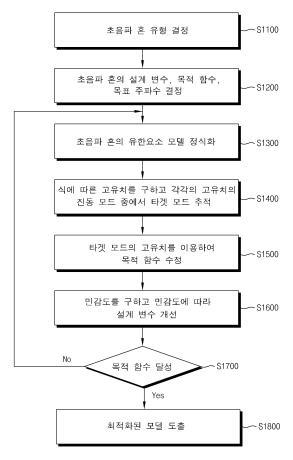 초음파 혼 유형 결정
S1100
초음파 혼의 설계 변수, 목적 함수,
목표 주파수 결정
S1200
초음파 혼의 유한요소 모델 정식화
S1300
식에 따른 고유치를 구하고 각각의 고유치의
진동 모드 중에서 타겟 모드 추적
S1400
타겟 모드의 고유치를 이용하여
목적 함수 수정
S1500
민감도를 구하고 민감도에 따라
설계 변수 개선
S1600
목적 함수 달성
S1700
No
Yes
최적화된 모델 도출
S1800